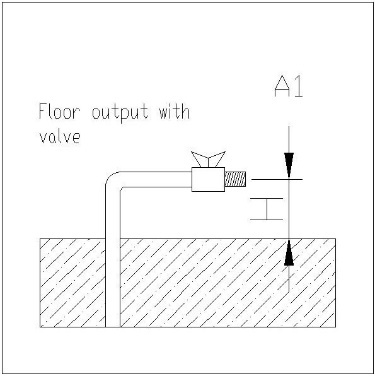 A1
Floor output with
valve
H